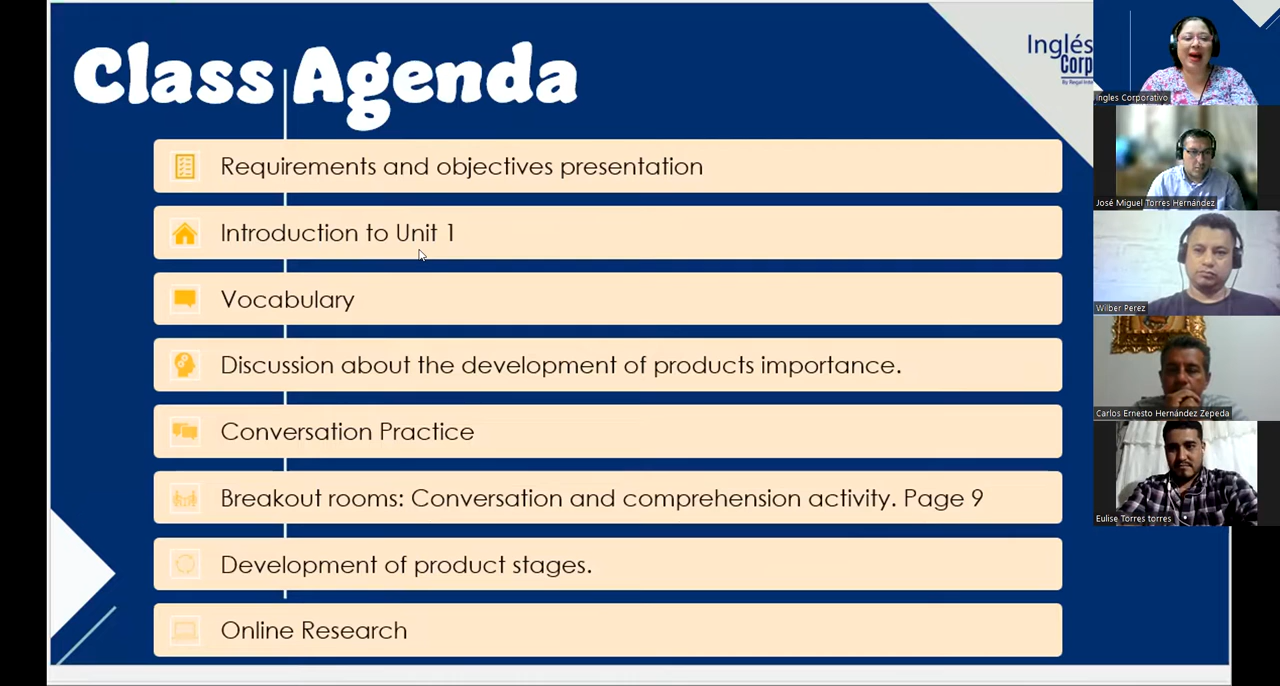 Class Agenda
Inglés
Corp
Requirements and objectives presentation
Introduction to Unit 1
Vocabulary
Discussion about the development of products importance.
Conversation Practice
Breakout rooms: Conversation and comprehension activity. Page 9
Development of product stages.
Online Research
Ingles Corporativo
José Miguel Torres Hernández
Wilber Perez
Carlos Ernesto Hernández Zepeda
Eulise Torres torres